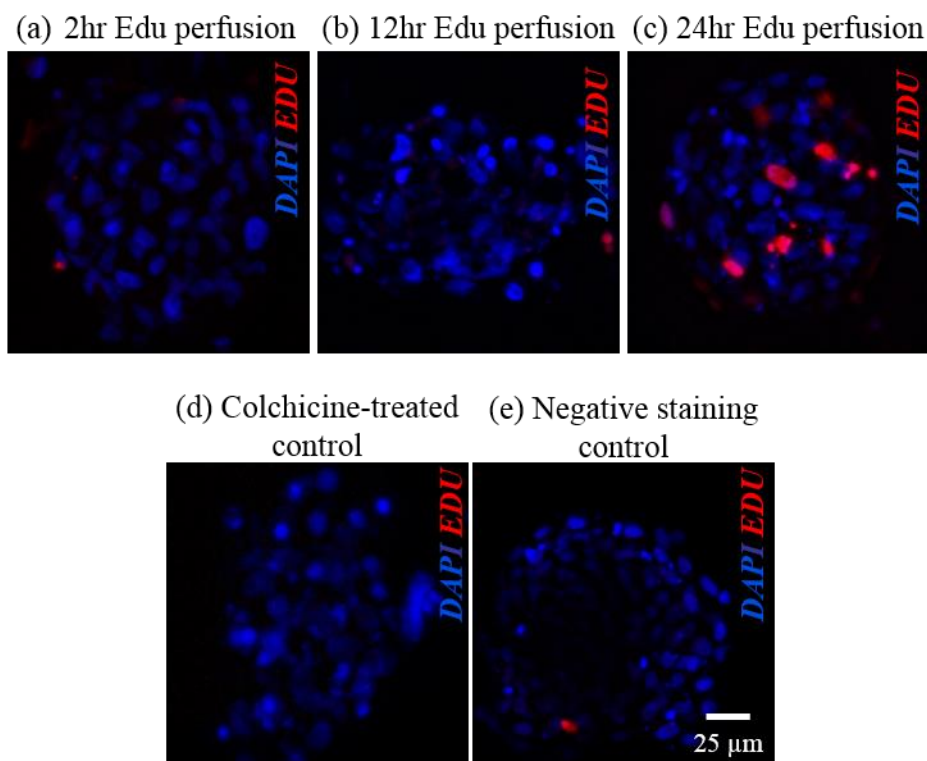 (a) 2hr Edu perfusion
(b) 12hr Edu perfusion
(c) 24hr Edu perfusion
DAPI EDU
DAPI EDU
DAPI EDU
(d) Colchicine-treated
control
(e) Negative staining
control
DAPI EDU
DAPI EDU
25 µm